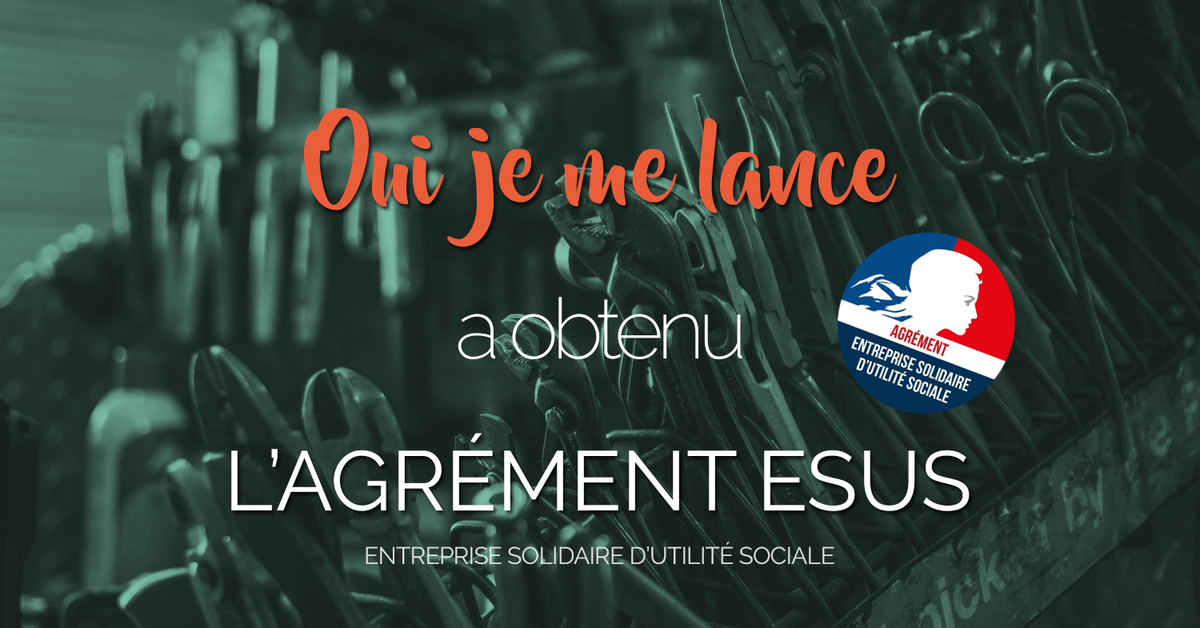 Oui je me lance
a obtenu
AGRÉMENT
ENTREPRISE SOLIDAIRE
D'UTILITÉ SOCIALE
L'AGRÉMENT ESUS
ENTREPRISE SOLIDAIRE D'UTILITÉ SOCIALE